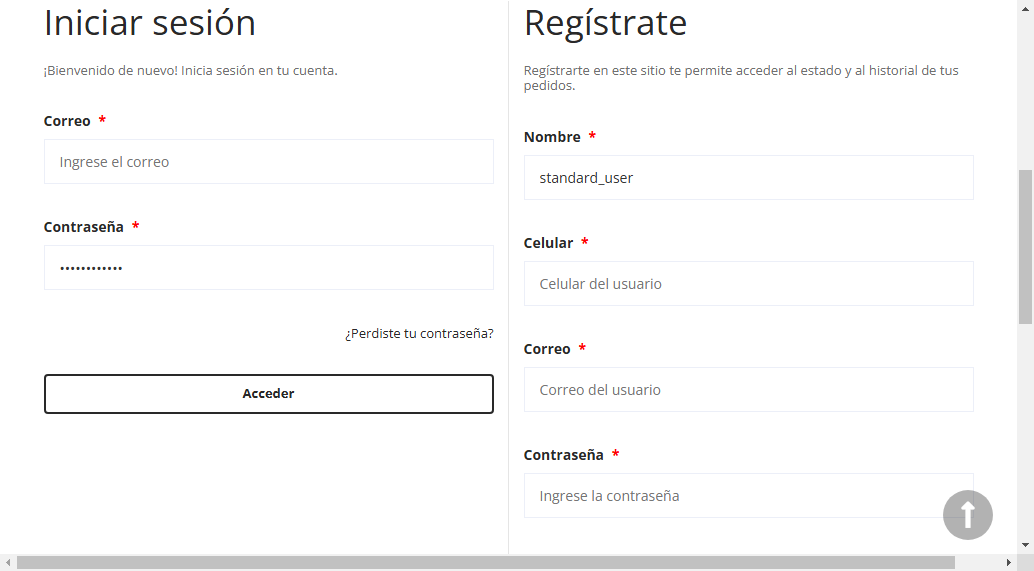 Iniciar sesión
¡Bienvenido de nuevo! Inicia sesión en tu cuenta.
Correo *
Ingrese el correo
Contraseña *
••••••••••••
¿Perdiste tu contraseña?
Acceder
Regístrate
Regístrarte en este sitio te permite acceder al estado y al historial de tus
pedidos.
Nombre *
standard_user
Celular *
Celular del usuario
Correo *
Correo del usuario
Contraseña *
Ingrese la contraseña